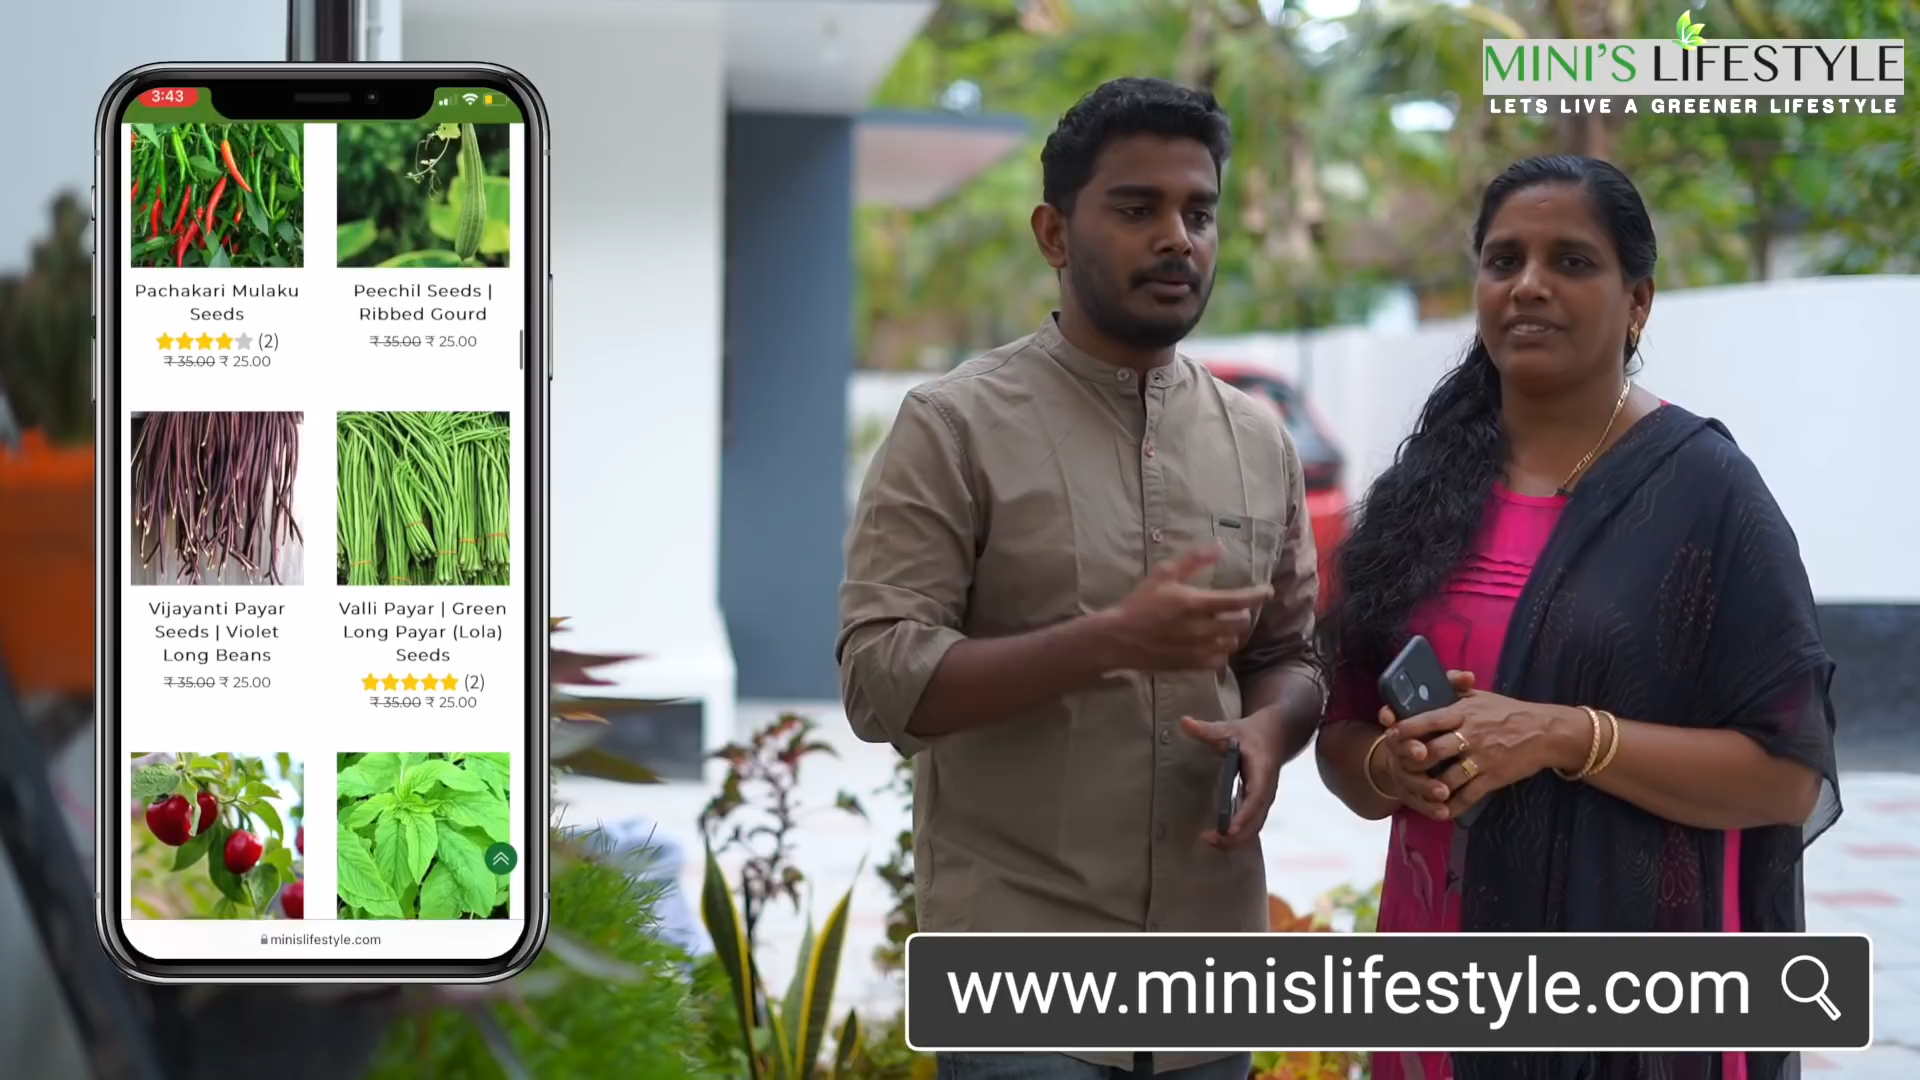 MINI'S LIFESTYLE
LETS LIVE A GREENER LIFESTYLE
3:43
Pachakari Mulaku
Seeds
(2)
₹ 35.00 ₹ 25.00
Peechil Seeds |
Ribbed Gourd
₹ 35.00 ₹ 25.00
Vijayanti Payar
Seeds | Violet
Long Beans
₹ 35.00 ₹ 25.00
Valli Payar | Green
Long Payar (Lola)
Seeds
(2)
₹ 35.00 ₹ 25.00
minislifestyle.com
www.minislifestyle.com